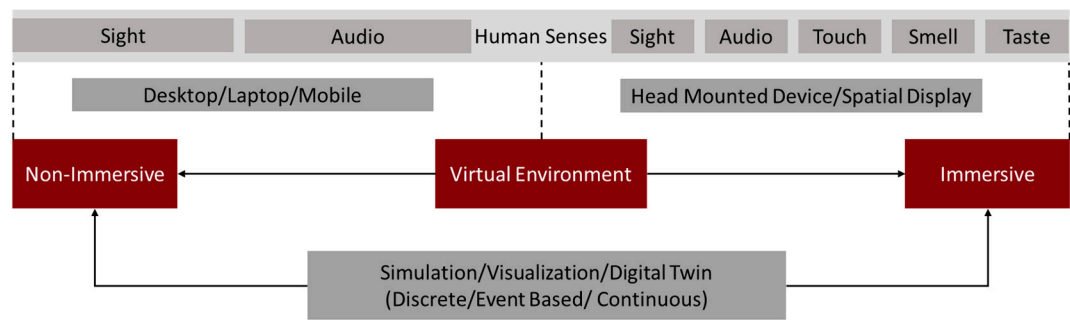 Sight Audio Human Senses Sight Audio Touch Smell Taste
Desktop/Laptop/Mobile Head Mounted Device/Spatial Display
Non-Immersive Virtual Environment Immersive
Simulation/Visualization/Digital Twin
(Discrete/Event Based/ Continuous)